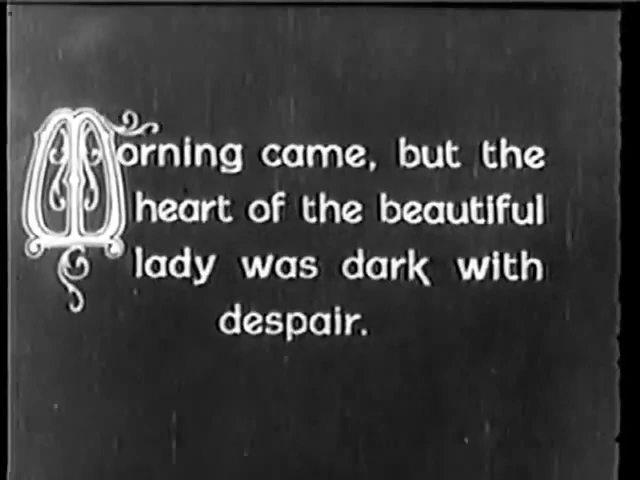 Morning came, but the
heart of the beautiful
lady was dark with
despair.